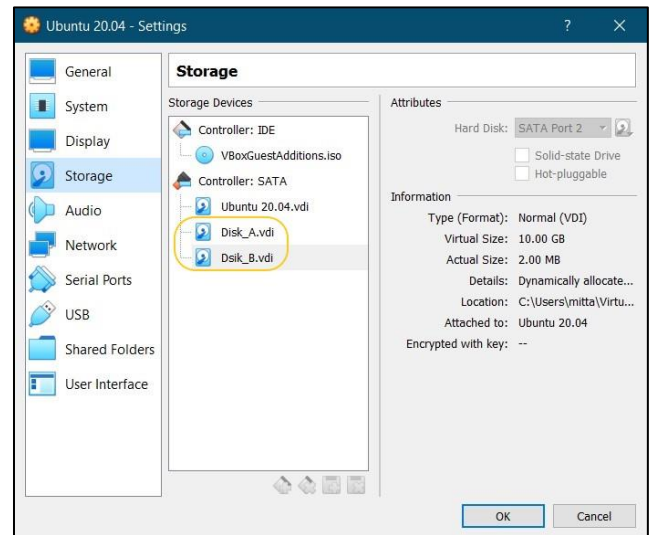 Ubuntu 20.04 - Settings ? ×
General
System
Display
Storage
Audio
Network
Serial Ports
USB
Shared Folders
User Interface
Storage
Storage Devices
Controller: IDE
VBoxGuestAdditions.iso
Controller: SATA
Ubuntu 20.04.vdi
Disk_A.vdi
Dsik_B.vdi
Attributes
Hard Disk: SATA Port 2
Solid-state Drive
Hot-pluggable
Information
Type (Format): Normal (VDI)
Virtual Size: 10.00 GB
Actual Size: 2.00 MB
Details: Dynamically allocate...
Location: C:\Users\mitta\Virtu...
Attached to: Ubuntu 20.04
Encrypted with key: --
OK Cancel